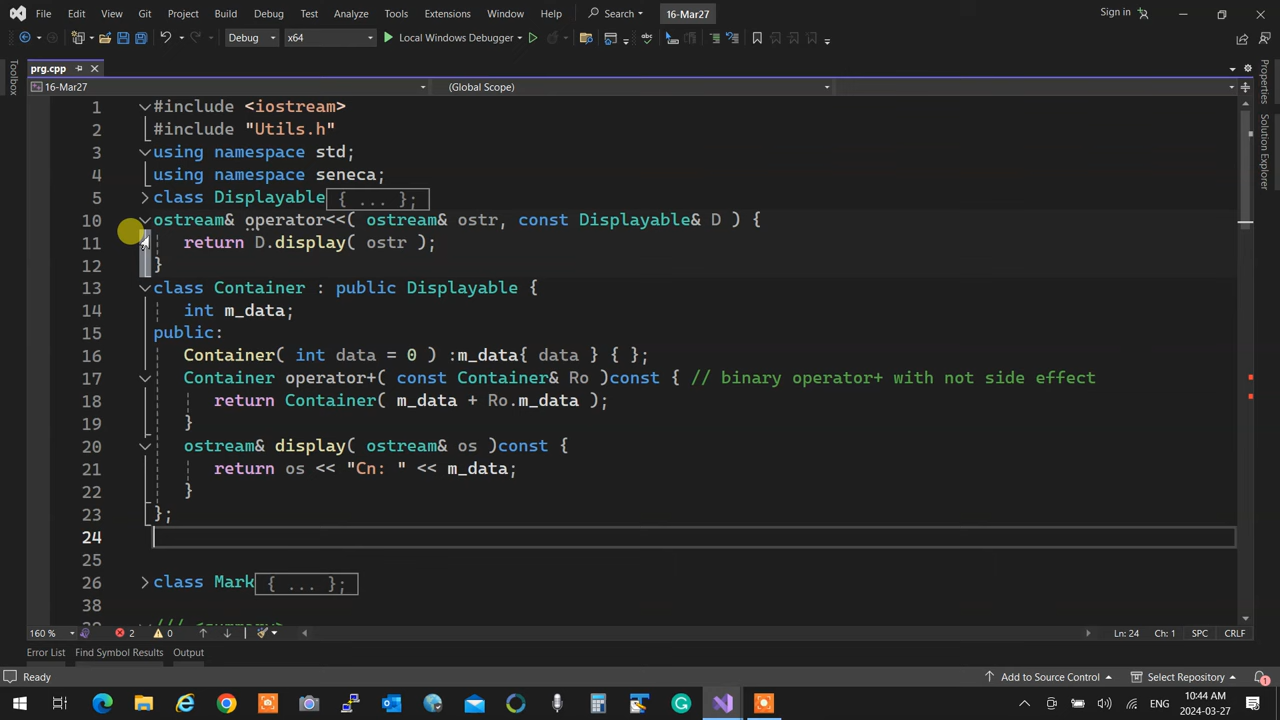 File Edit View Git Project Build Debug Test Analyze Tools Extensions Window Help Search 16-Mar27 Sign in
Debug x64 Local Windows Debugger
prg.cpp
16-Mar27 (Global Scope)
Toolbox
Properties
Solution Explorer
1 #include <iostream>
2 #include "Utils.h"
3 using namespace std;
4 using namespace seneca;
5 class Displayable { ... };
10 ostream& operator<<( ostream& ostr, const Displayable& D ) {
11 return D.display( ostr );
12 }
13 class Container : public Displayable {
14 int m_data;
15 public:
16 Container( int data = 0 ) :m_data{ data } { };
17 Container operator+( const Container& Ro )const { // binary operator+ with not side effect
18 return Container( m_data + Ro.m_data );
19 }
20 ostream& display( ostream& os )const {
21 return os << "Cn: " << m_data;
22 }
23 };
24
25
26 class Mark { ... };
38
160 % 2 0 Ln: 24 Ch: 1 SPC CRLF
Error List Find Symbol Results Output
Ready Add to Source Control Select Repository 1
ENG 10:44 AM
2024-03-27